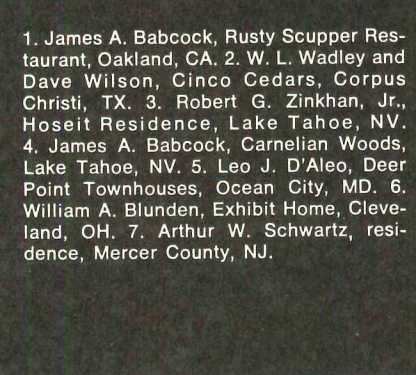 1. James A. Babcock, Rusty Scupper Res-
taurant, Oakland, CA. 2. W. L. Wadley and
Dave Wilson, Cinco Cedars, Corpus
Christi, TX. 3. Robert G. Zinkhan, Jr.,
Hoseit Residence, Lake Tahoe, NV.
4. James A. Babcock, Carnelian Woods,
Lake Tahoe, NV. 5. Leo J. D'Aleo, Deer
Point Townhouses, Ocean City, MD. 6.
William A. Blunden, Exhibit Home, Cleve-
land, OH. 7. Arthur W. Schwartz, resi-
dence, Mercer County, NJ.